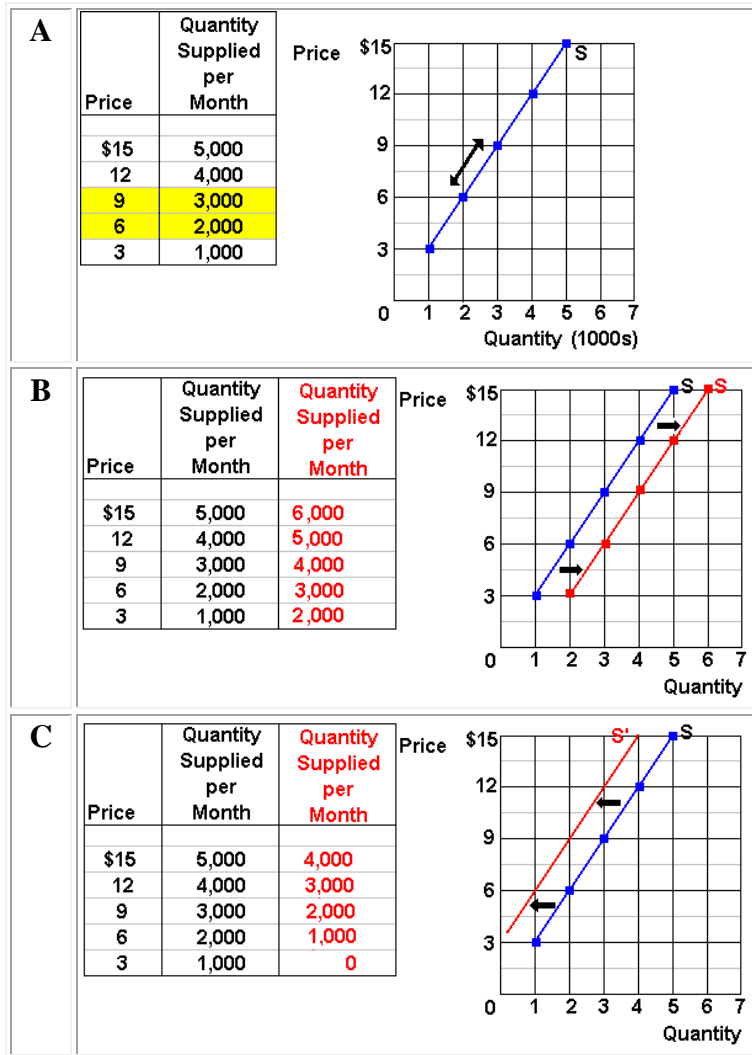 A
Quantity
Supplied
per
Price Month
$15 5,000
12 4,000
9 3,000
6 2,000
3 1,000
Price
$15
S
12
9
6
3
0 1 2 3 4 5 6 7
Quantity (1000s)
B
Quantity Quantity
Supplied Supplied
per per
Price Month Month
$15 5,000 6,000
12 4,000 5,000
9 3,000 4,000
6 2,000 3,000
3 1,000 2,000
Price
$15
S S
12
9
6
3
0 1 2 3 4 5 6 7
Quantity
C
Quantity Quantity
Supplied Supplied
per per
Price Month Month
$15 5,000 4,000
12 4,000 3,000
9 3,000 2,000
6 2,000 1,000
3 1,000 0
Price
$15
S' S
12
9
6
3
0 1 2 3 4 5 6 7
Quantity